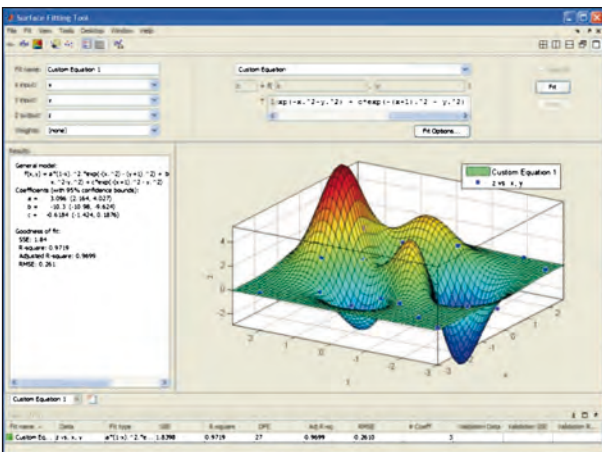 Surface Fitting Tool
File Fit View Tools Desktop Window Help
Fit name: Custom Equation 1
Custom Equation
X input: x
Y input: y
Z output: z
Weights: (none)
Fit
Fit Options...
Results
General model:
Coefficients (with 95% confidence bounds):
a = 3.096 (2.164, 4.027)
b = -10.3 (-10.98, -9.624)
c = -0.6184 (-1.424, 0.1876)
Goodness of fit:
SSE: 1.84
R-square: 0.9719
Adjusted R-square: 0.9699
RMSE: 0.261
Custom Equation 1
z vs. x, y
Custom Equation 1
Fit name Data Fit type SSE R-square DFE Adj R-sq RMSE # Coeff Validation Data Validation SSE
Custom Eq... z vs. x, y 1.8398 0.9719 27 0.9699 0.2610 3